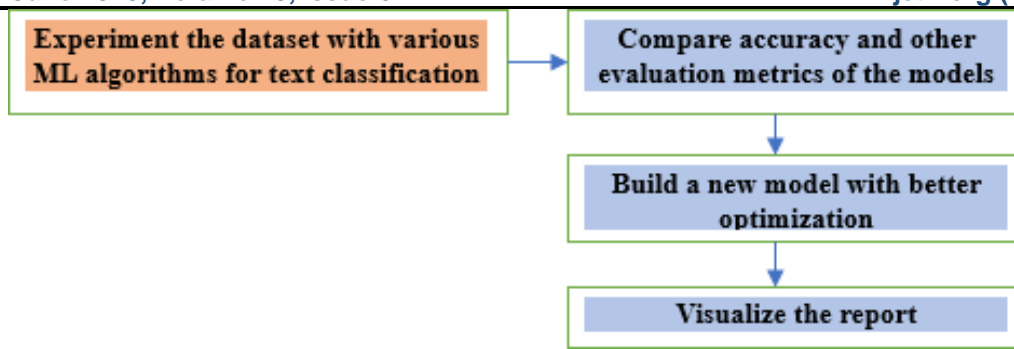 Experiment the dataset with various
ML algorithms for text classification
Compare accuracy and other
evaluation metrics of the models
Build a new model with better
optimization
Visualize the report